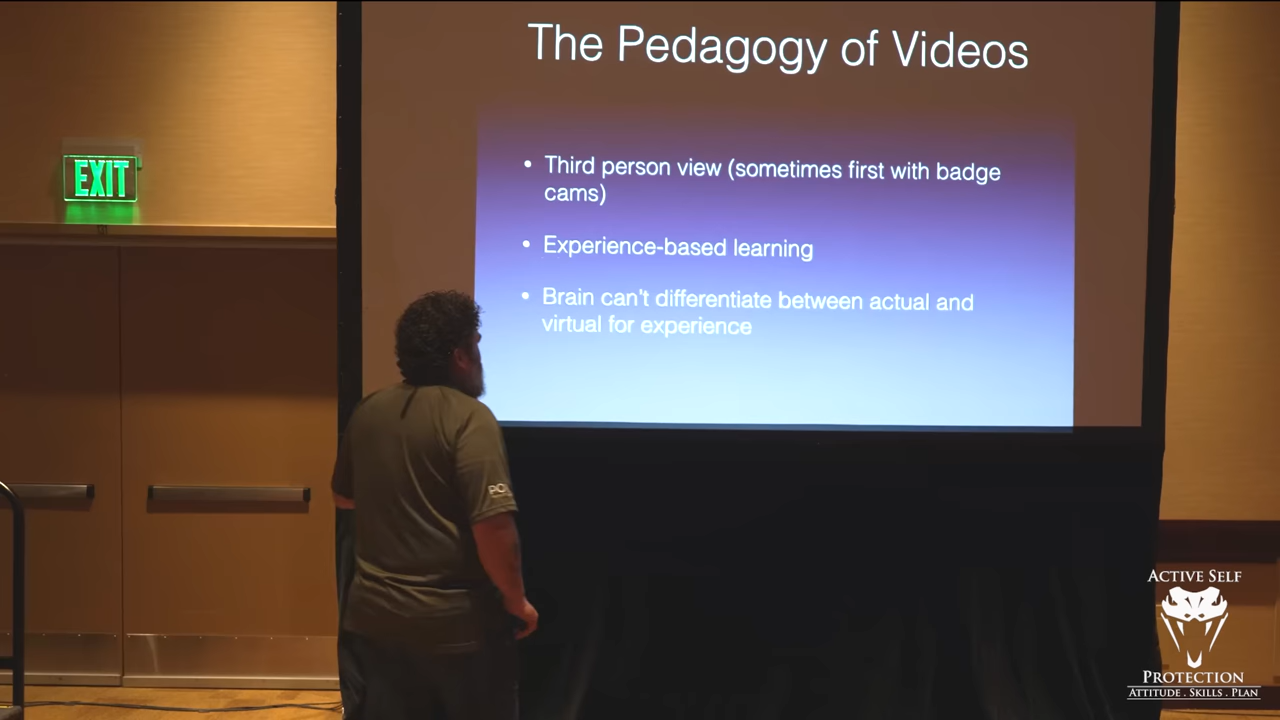 The Pedagogy of Videos
• Third person view (sometimes first with badge
cams)
• Experience-based learning
• Brain can't differentiate between actual and
virtual for experience
EXIT
ACTIVE SELF
PROTECTION
ATTITUDE . SKILLS . PLAN